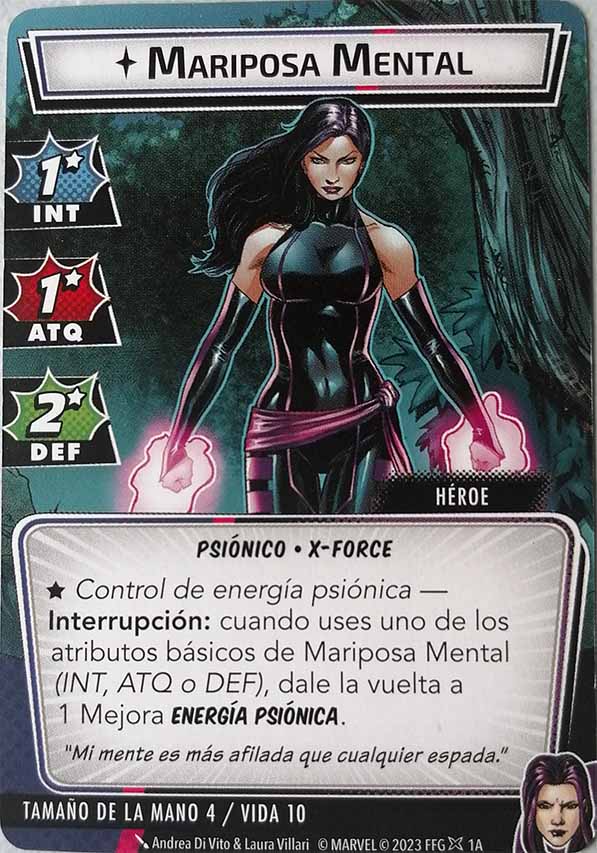 MARIPOSA MENTAL
1
INT
1
ATQ
2
DEF
HÉROE
PSIÓNICO • X-FORCE
★ Control de energía psiónica —
Interrupción: cuando uses uno de los
atributos básicos de Mariposa Mental
(INT, ATQ o DEF), dale la vuelta a
1 Mejora ENERGÍA PSIÓNICA.
"Mi mente es más afilada que cualquier espada."
TAMAÑO DE LA MANO 4 / VIDA 10
Andrea Di Vito & Laura Villari © MARVEL © 2023 FFG 1A